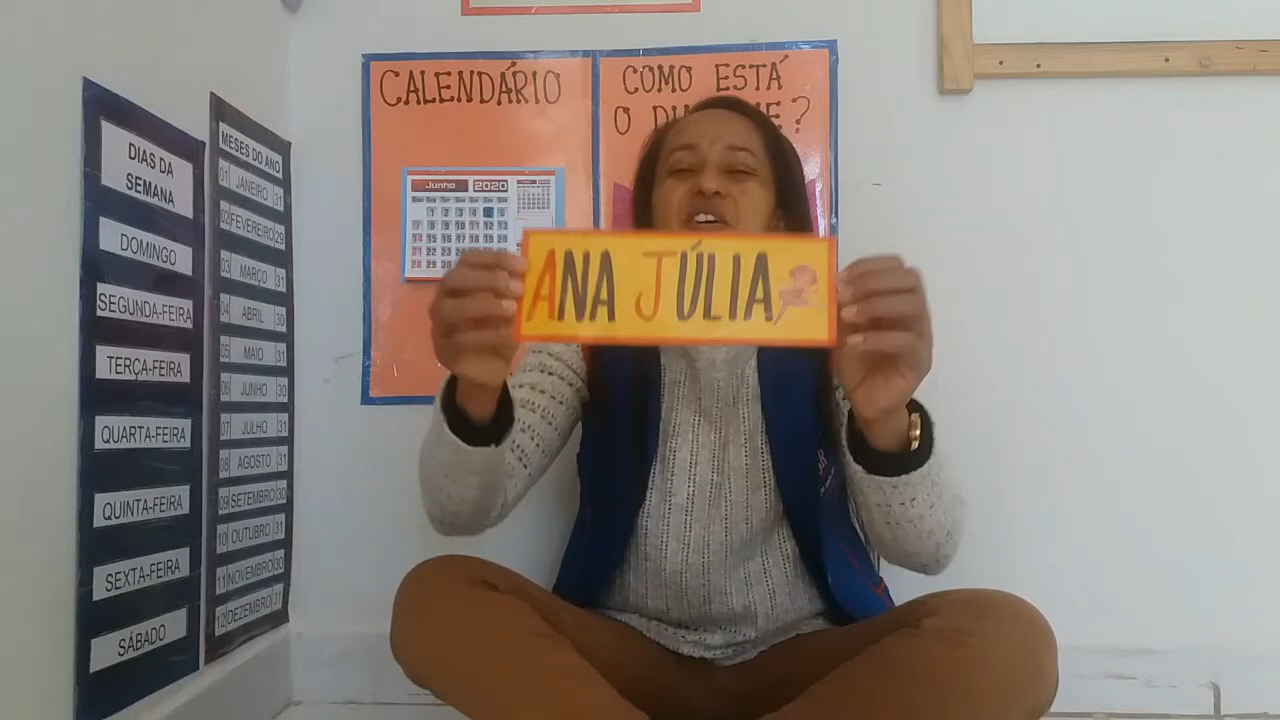 DIAS DA
SEMANA
DOMINGO
SEGUNDA-FEIRA
TERÇA-FEIRA
QUARTA-FEIRA
QUINTA-FEIRA
SEXTA-FEIRA
SÁBADO
MESES DO ANO
01 JANEIRO 31
02 FEVEREIRO 29
03 MARÇO 31
04 ABRIL 30
05 MAIO 31
06 JUNHO 30
07 JULHO 31
08 AGOSTO 31
09 SETEMBRO 30
10 OUTUBRO 31
11 NOVEMBRO 30
12 DEZEMBRO 31
CALENDÁRIO
Junho 2020
COMO ESTÁ
O ?
ANA JÚLIA